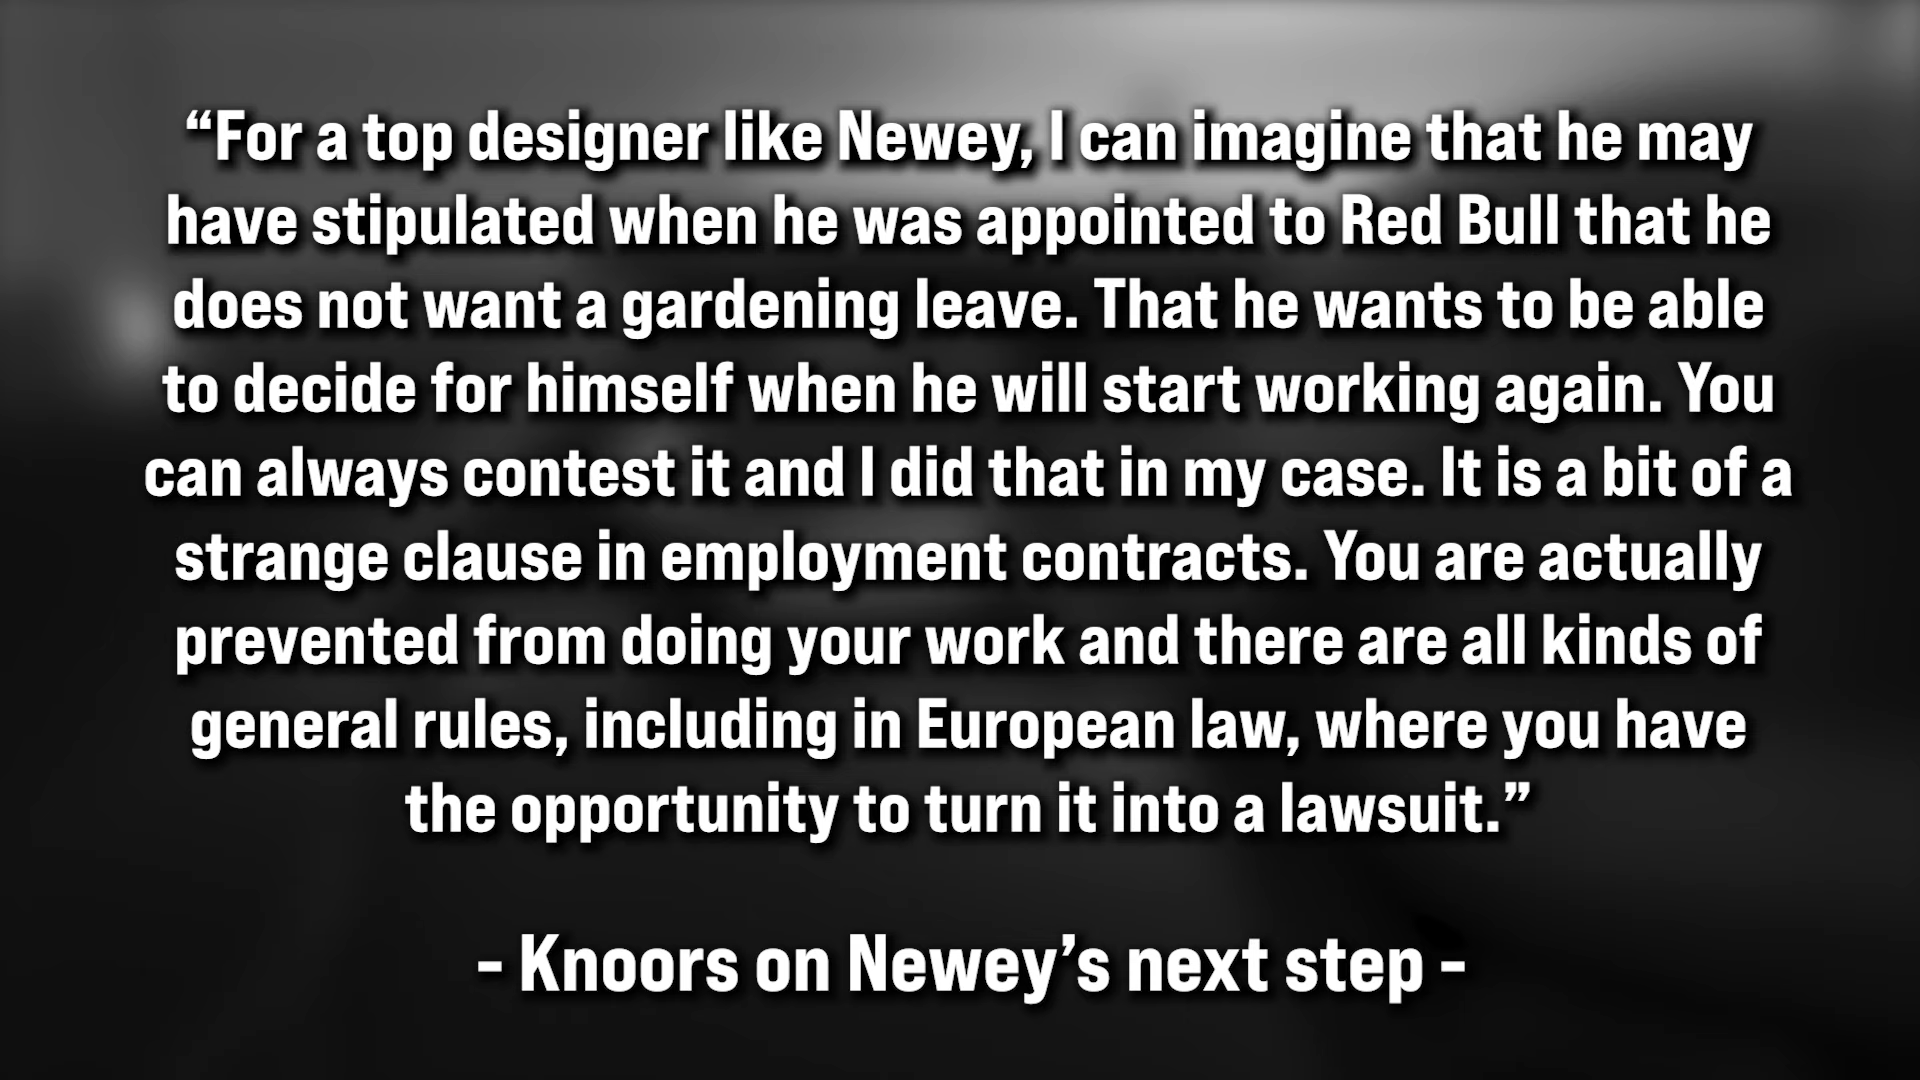 “For a top designer like Newey, I can imagine that he may
have stipulated when he was appointed to Red Bull that he
does not want a gardening leave. That he wants to be able
to decide for himself when he will start working again. You
can always contest it and I did that in my case. It is a bit of a
strange clause in employment contracts. You are actually
prevented from doing your work and there are all kinds of
general rules, including in European law, where you have
the opportunity to turn it into a lawsuit.”
- Knoors on Newey’s next step -